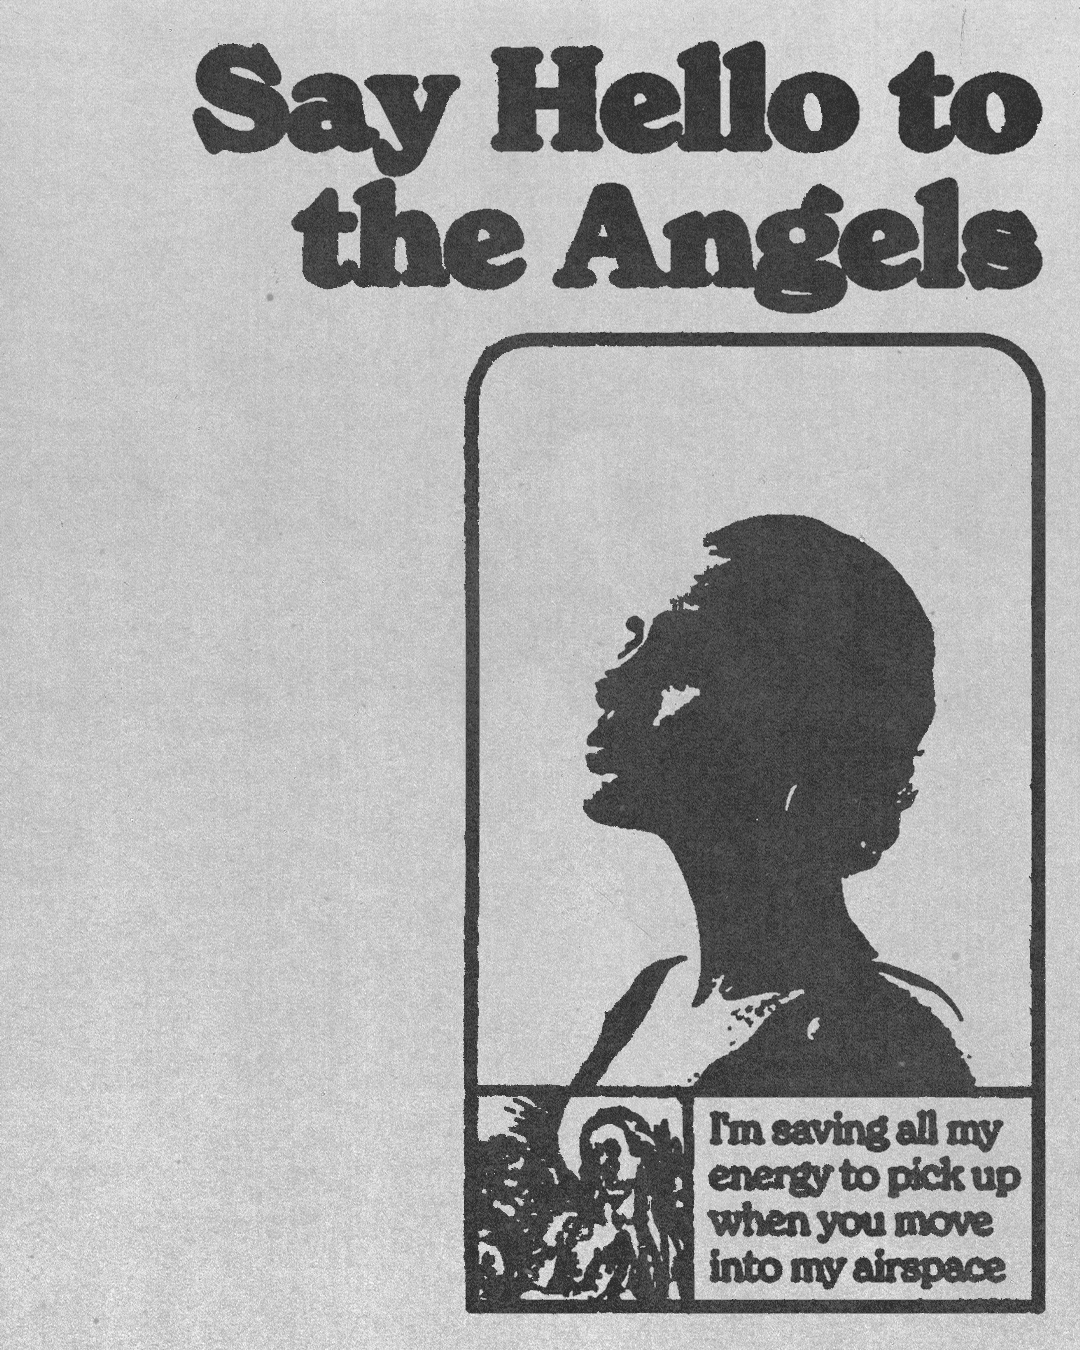 Say Hello to
the Angels
I'm saving all my
energy to pick up
when you move
into my airspace